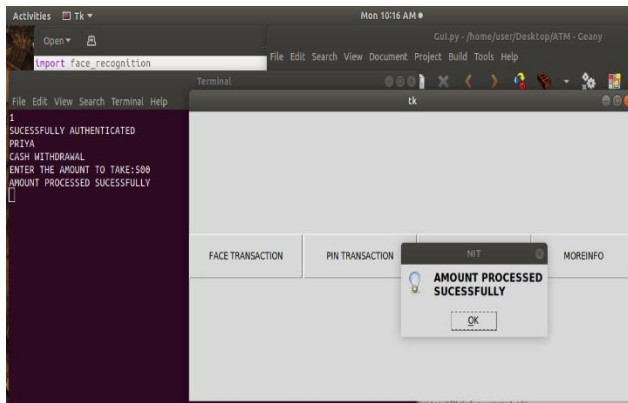 Activities Tk
Mon 10:16 AM
Open
Gui.py - /home/user/Desktop/ATM - Geany
import face_recognition
File Edit Search View Document Project Build Tools Help
Terminal
File Edit View Search Terminal Help
tk
1
SUCESSFULLY AUTHENTICATED
PRIYA
CASH WITHDRAWAL
ENTER THE AMOUNT TO TAKE:500
AMOUNT PROCESSED SUCESSFULLY
FACE TRANSACTION PIN TRANSACTION MOREINFO
NIT
AMOUNT PROCESSED
SUCESSFULLY
OK